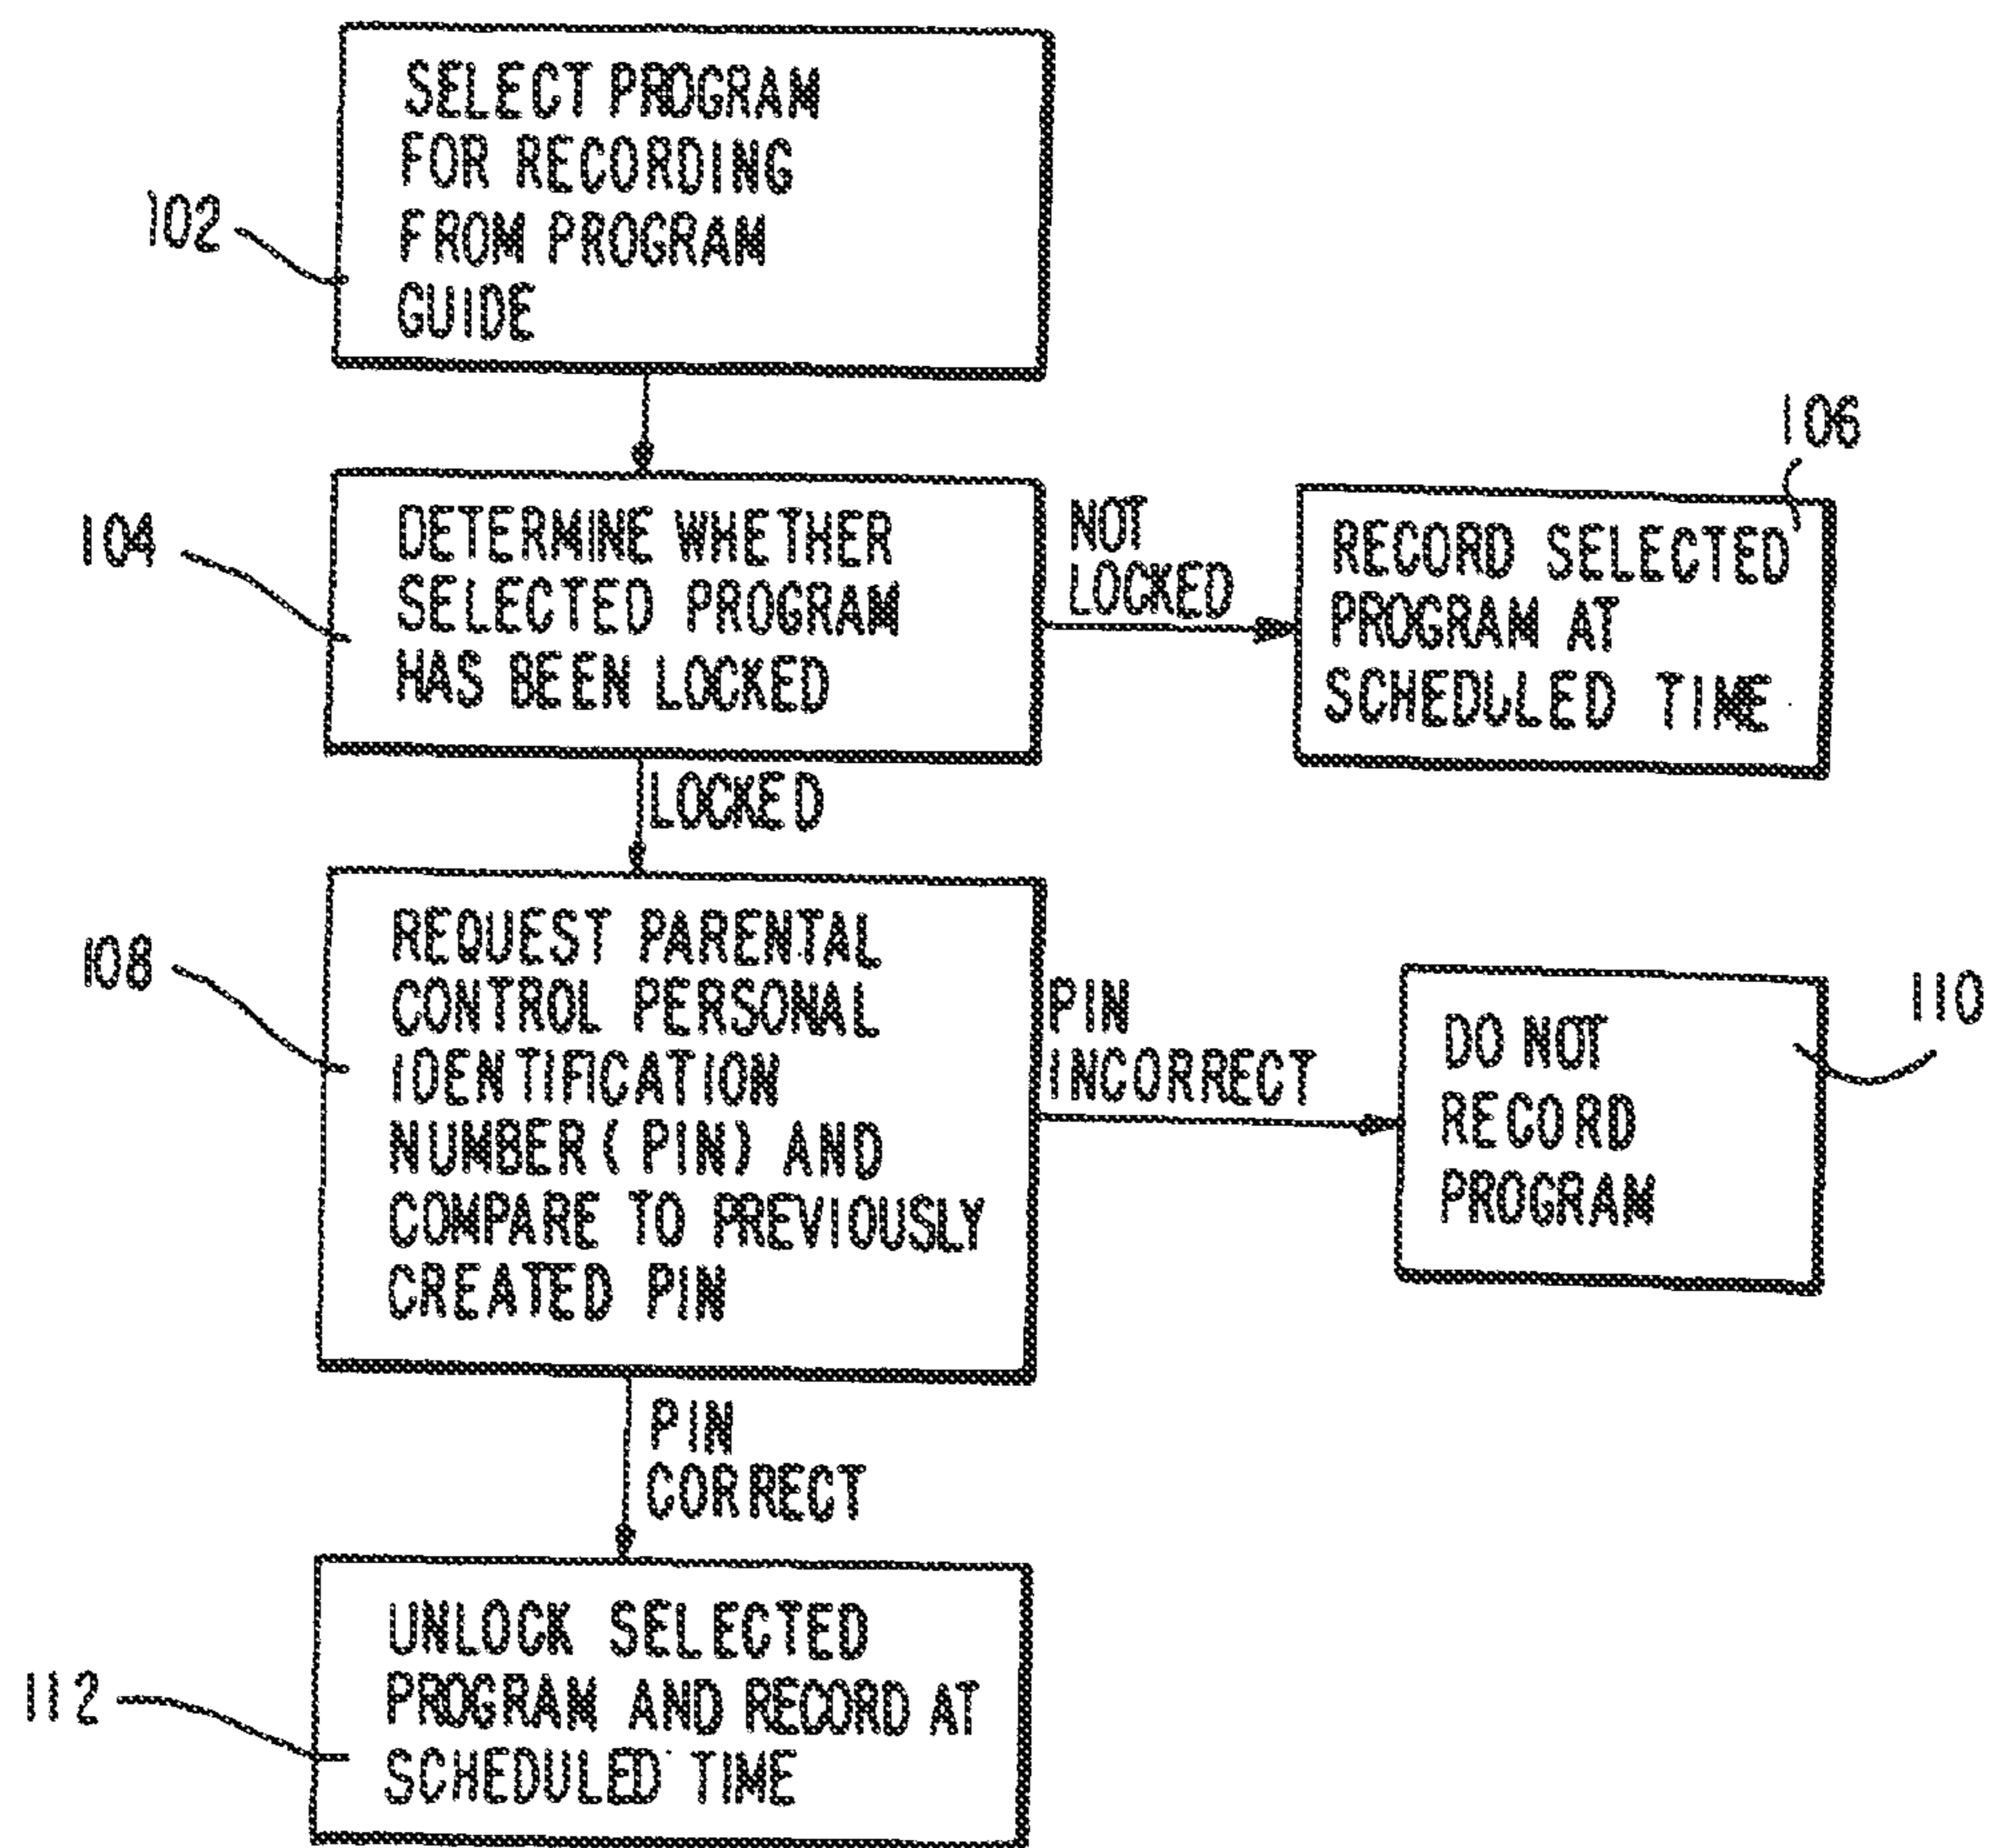 SELECT PROGRAM
FOR RECORDING
FROM PROGRAM
GUIDE
102
DETERMINE WHETHER
SELECTED PROGRAM
HAS BEEN LOCKED
104
NOT
LOCKED
106
RECORD SELECTED
PROGRAM AT
SCHEDULED TIME
LOCKED
REQUEST PARENTAL
CONTROL PERSONAL
IDENTIFICATION
NUMBER (PIN) AND
COMPARE TO PREVIOUSLY
CREATED PIN
108
PIN
INCORRECT
DO NOT
RECORD
PROGRAM
110
PIN
CORRECT
UNLOCK SELECTED
PROGRAM AND RECORD AT
SCHEDULED TIME
112